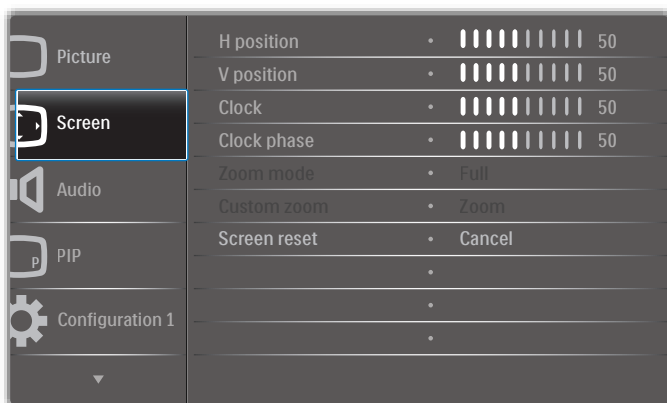 Picture
Screen
Audio
P
PIP
Configuration 1
H position • 50
V position • 50
Clock • 50
Clock phase • 50
Zoom mode • Full
Custom zoom • Zoom
Screen reset • Cancel